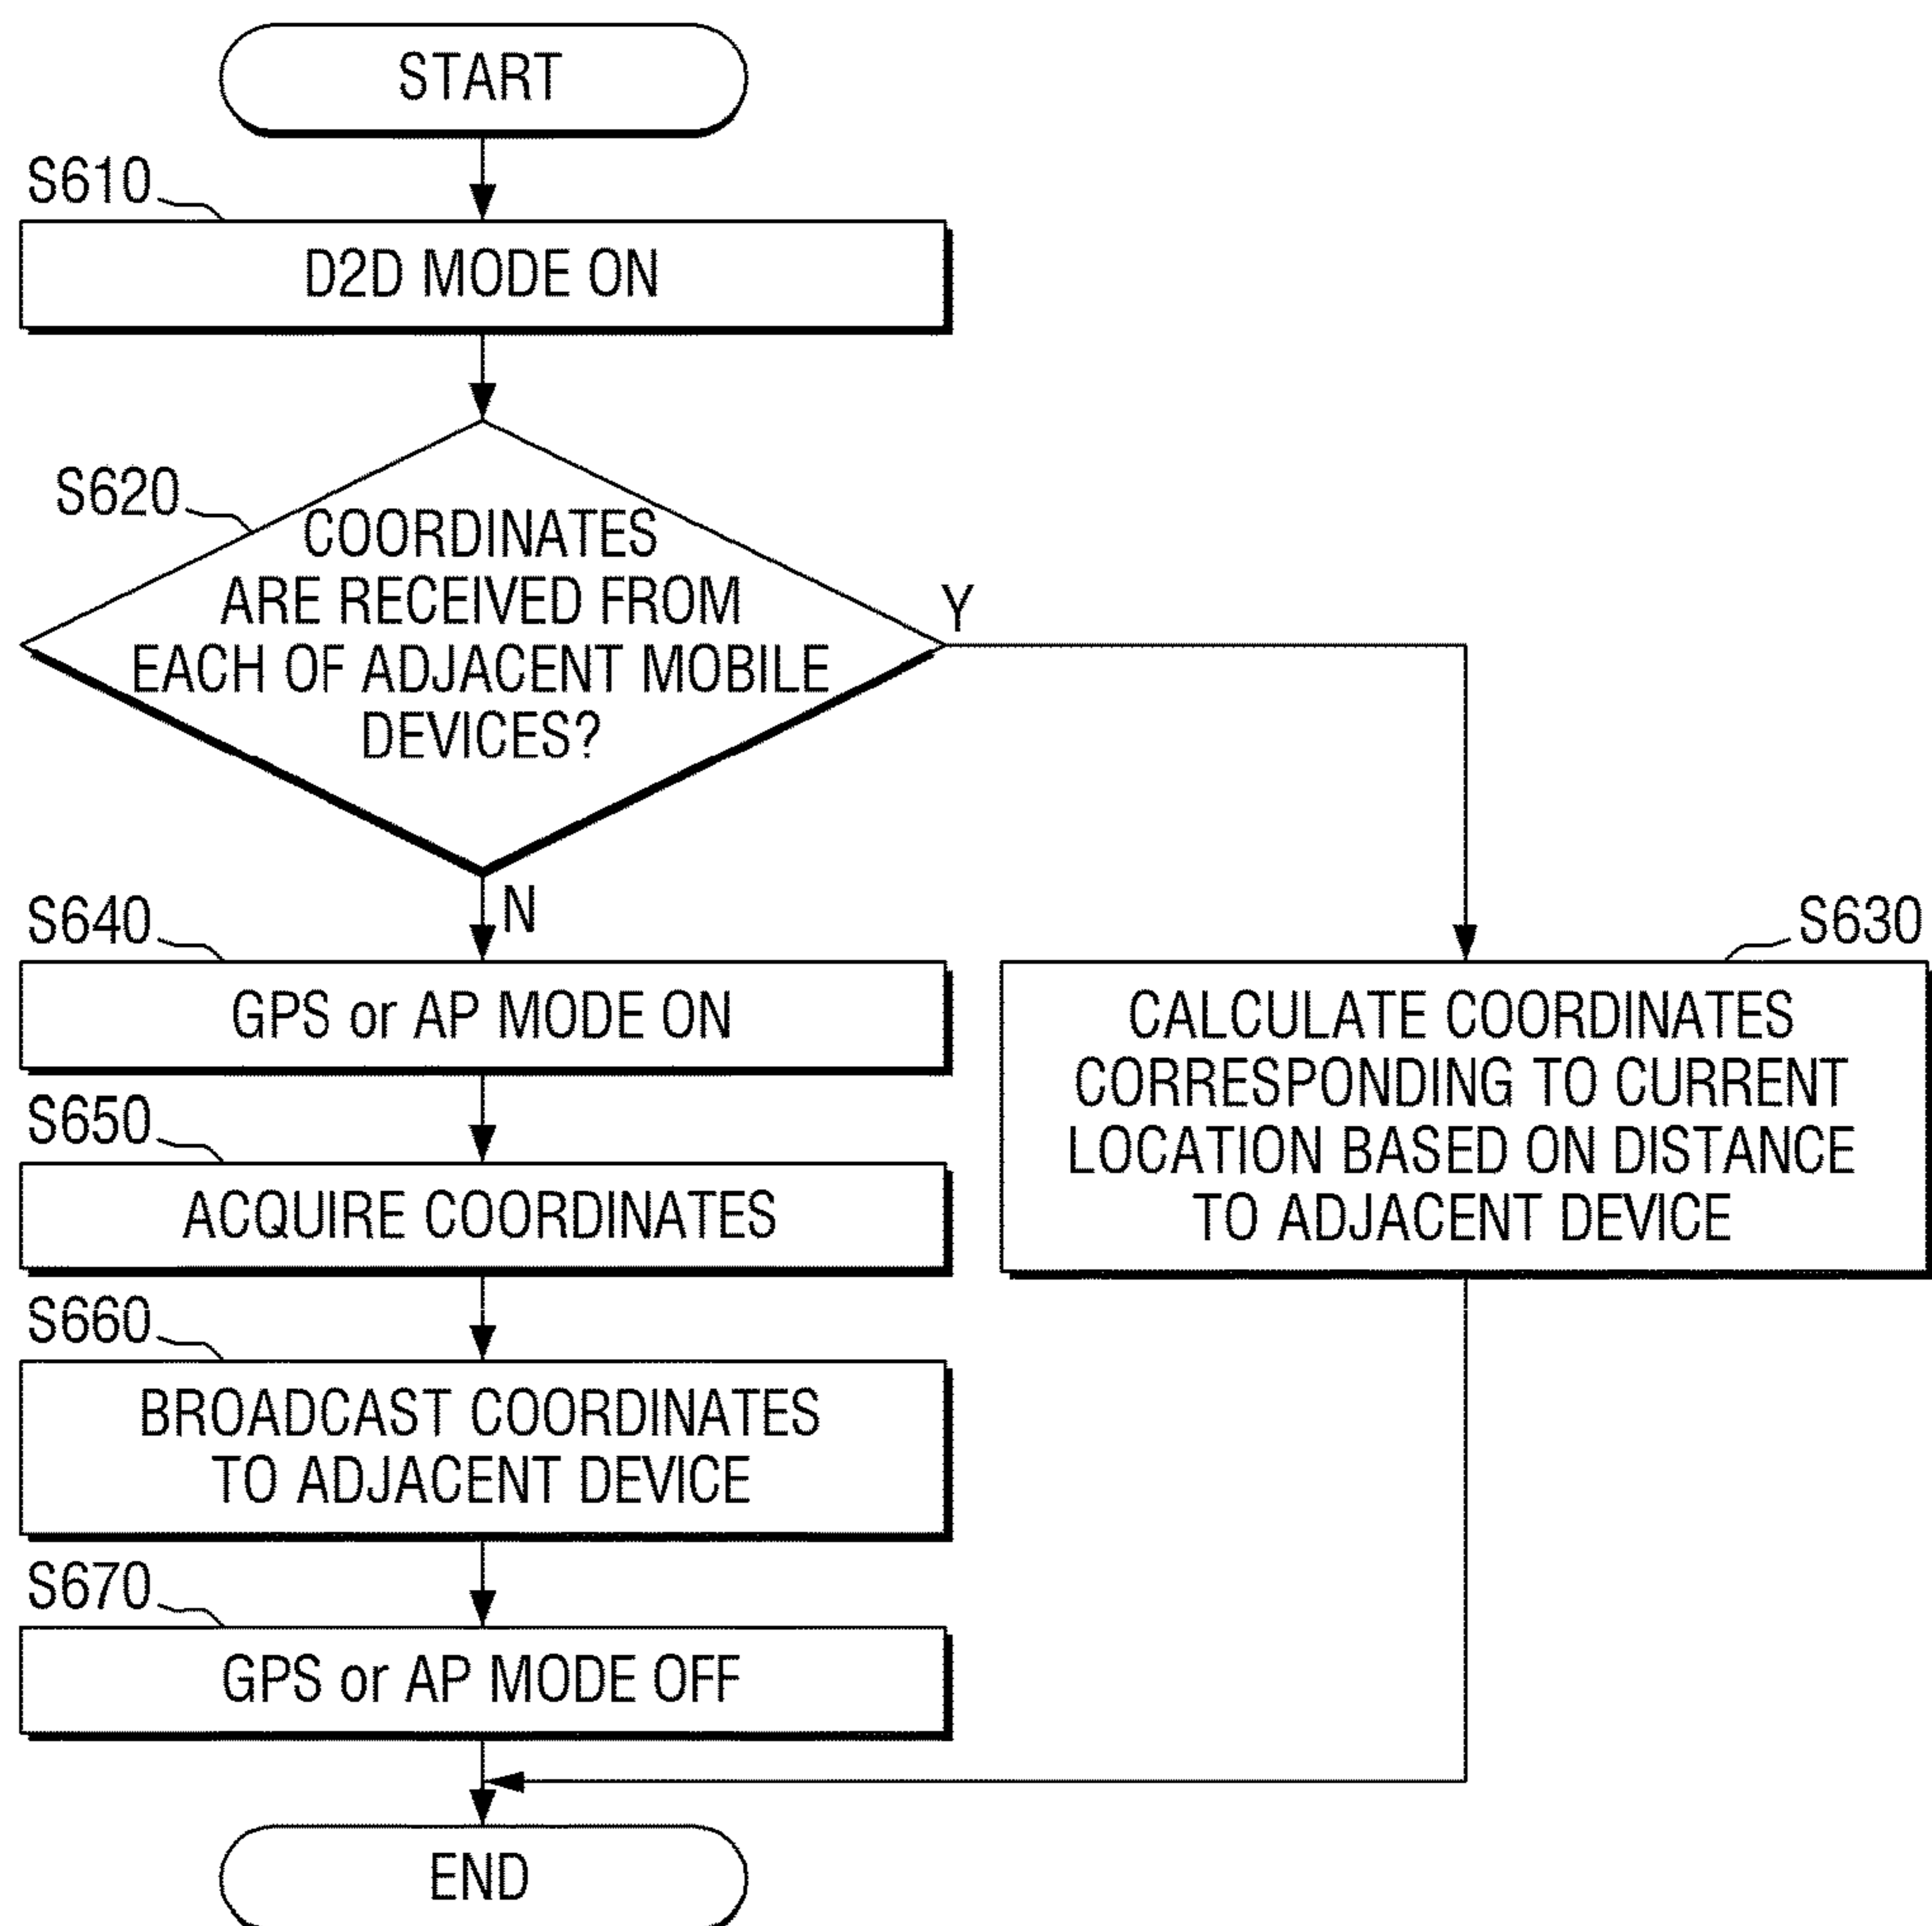 START
S610
D2D MODE ON
S620
COORDINATES
ARE RECEIVED FROM
EACH OF ADJACENT MOBILE
DEVICES?
Y
N
S640
GPS or AP MODE ON
S630
CALCULATE COORDINATES
CORRESPONDING TO CURRENT
LOCATION BASED ON DISTANCE
TO ADJACENT DEVICE
S650
ACQUIRE COORDINATES
S660
BROADCAST COORDINATES
TO ADJACENT DEVICE
S670
GPS or AP MODE OFF
END